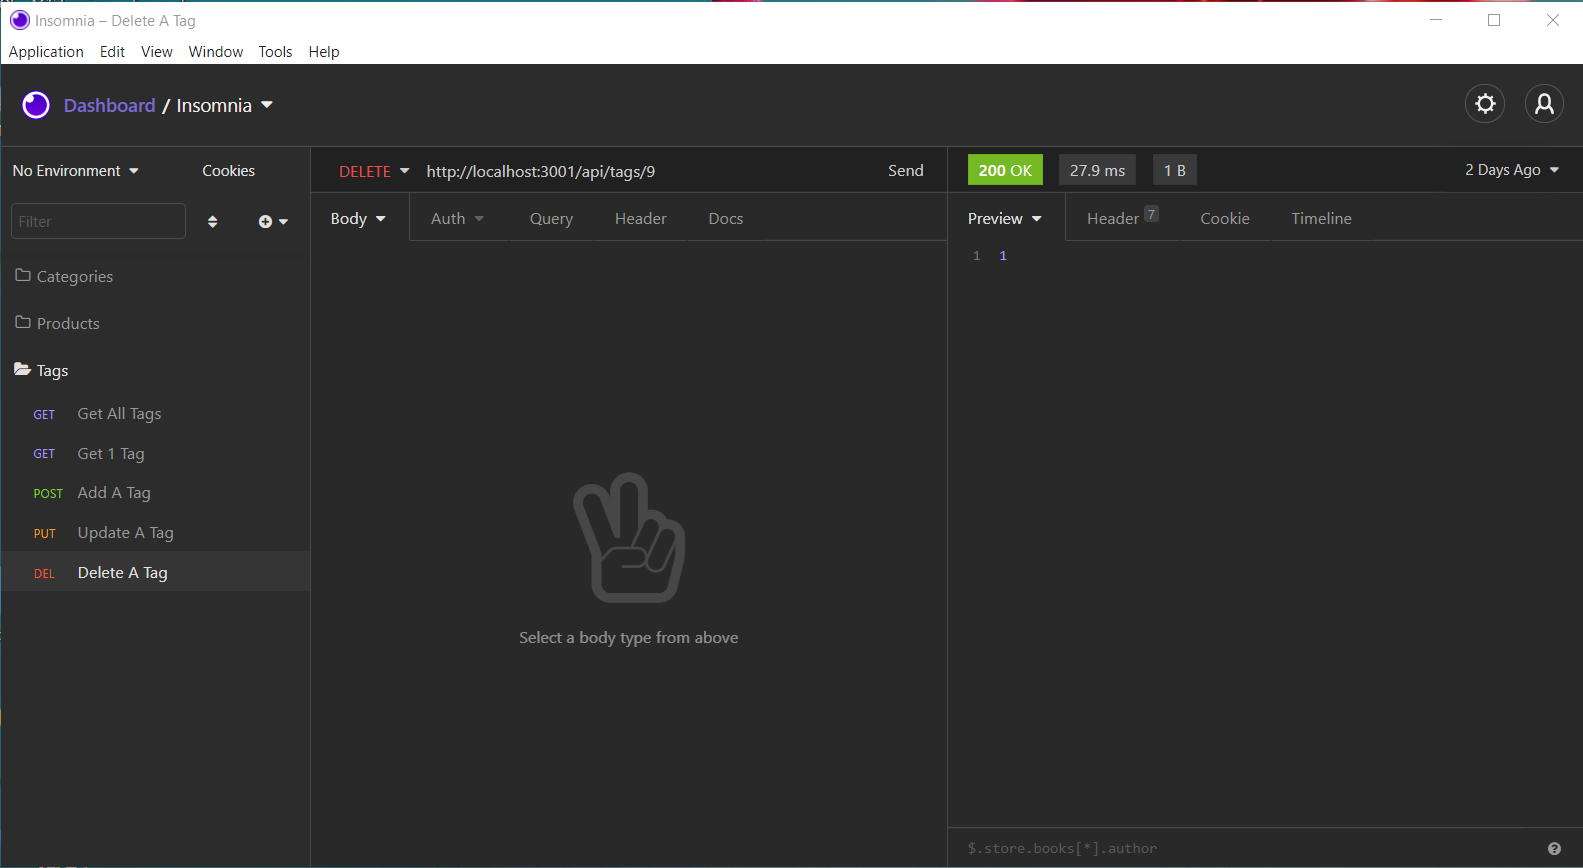 Insomnia – Delete A Tag
Application Edit View Window Tools Help
Dashboard / Insomnia
No Environment Cookies
Filter
Categories
Products
Tags
GET Get All Tags
GET Get 1 Tag
POST Add A Tag
PUT Update A Tag
DEL Delete A Tag
DELETE http://localhost:3001/api/tags/9 Send
Body Auth Query Header Docs
Select a body type from above
200 OK 27.9 ms 1 B 2 Days Ago
Preview Header 7 Cookie Timeline
1 1
$.store.books[*].author